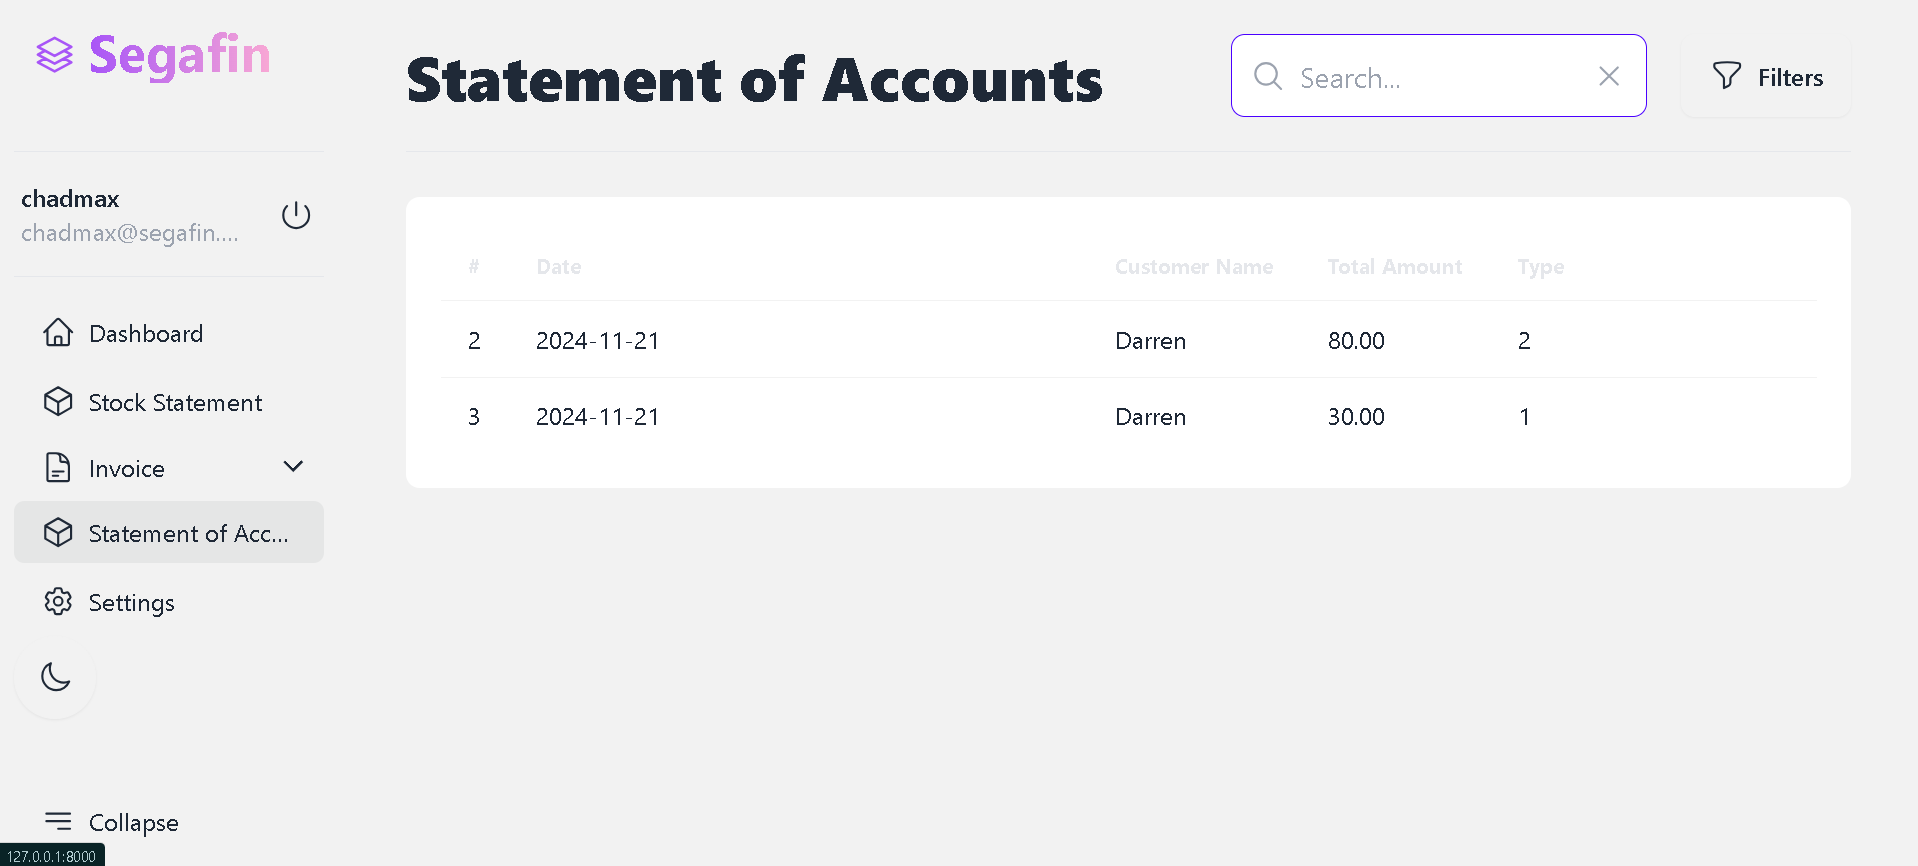 Segafin
Statement of Accounts
Search...
Filters
chadmax
chadmax@segafin....
Dashboard
Stock Statement
Invoice
Statement of Acc...
Settings
Collapse
# Date Customer Name Total Amount Type
2 2024-11-21 Darren 80.00 2
3 2024-11-21 Darren 30.00 1
127.0.0.1:8000